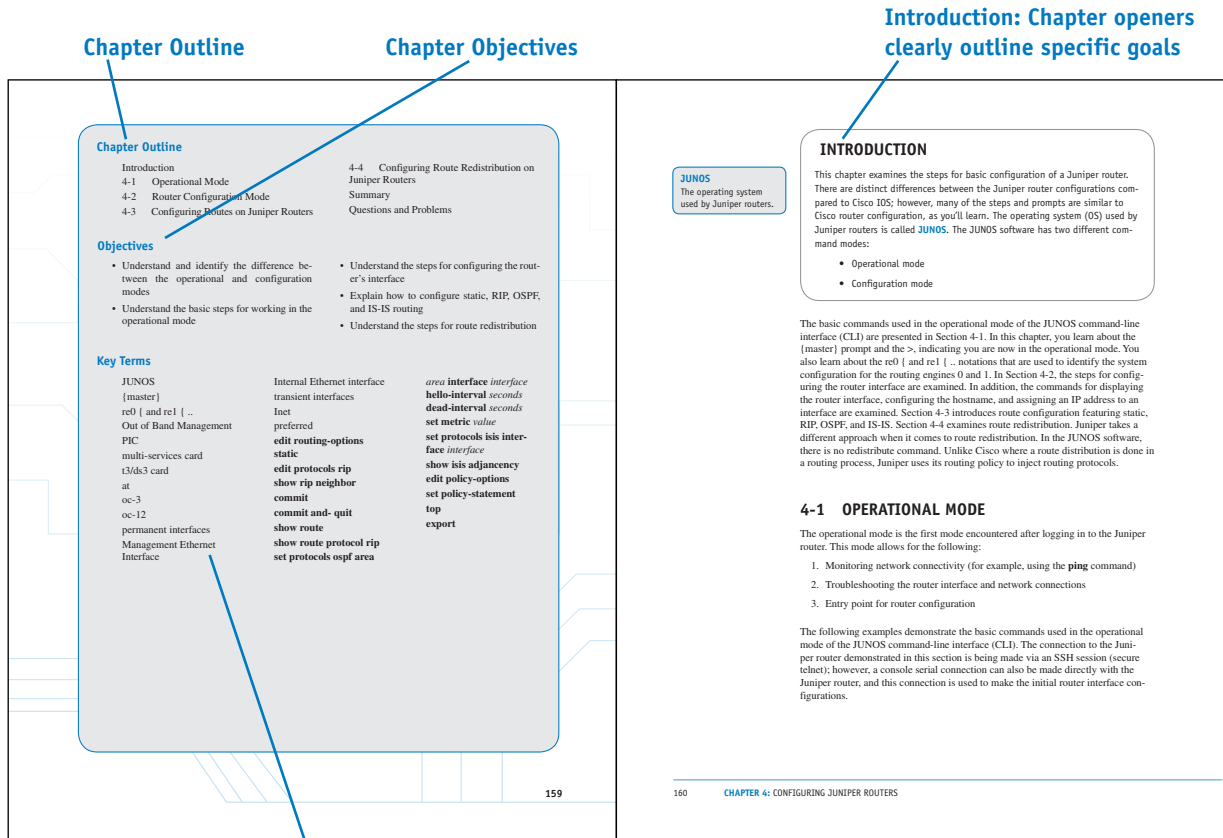 Chapter Outline
Chapter Objectives
Introduction: Chapter openers
clearly outline specific goals
Chapter Outline
Introduction
4-1 Operational Mode
4-2 Router Configuration Mode
4-3 Configuring Routes on Juniper Routers
4-4 Configuring Route Redistribution on
Juniper Routers
Summary
Questions and Problems
Objectives
• Understand and identify the difference be-
tween the operational and configuration
modes
• Understand the basic steps for working in the
operational mode
• Understand the steps for configuring the rout-
er's interface
• Explain how to configure static, RIP, OSPF,
and IS-IS routing
• Understand the steps for route redistribution
Key Terms
JUNOS
{master}
re0 { and re1 { ..
Out of Band Management
PIC
multi-services card
t3/ds3 card
at
oc-3
oc-12
permanent interfaces
Management Ethernet
Interface
Internal Ethernet interface
transient interfaces
Inet
preferred
edit routing-options
static
edit protocols rip
show rip neighbor
commit
commit and- quit
show route
show route protocol rip
set protocols ospf area
area interface interface
hello-interval seconds
dead-interval seconds
set metric value
set protocols isis inter-
face interface
show isis adjancency
edit policy-options
set policy-statement
top
export
159
JUNOS
The operating system
used by Juniper routers.
INTRODUCTION
This chapter examines the steps for basic configuration of a Juniper router.
There are distinct differences between the Juniper router configurations com-
pared to Cisco IOS; however, many of the steps and prompts are similar to
Cisco router configuration, as you'll learn. The operating system (OS) used by
Juniper routers is called JUNOS. The JUNOS software has two different com-
mand modes:
• Operational mode
• Configuration mode
The basic commands used in the operational mode of the JUNOS command-line
interface (CLI) are presented in Section 4-1. In this chapter, you learn about the
{master} prompt and the >, indicating you are now in the operational mode. You
also learn about the re0 { and re1 { .. notations that are used to identify the system
configuration for the routing engines 0 and 1. In Section 4-2, the steps for config-
uring the router interface are examined. In addition, the commands for displaying
the router interface, configuring the hostname, and assigning an IP address to an
interface are examined. Section 4-3 introduces route configuration featuring static,
RIP, OSPF, and IS-IS. Section 4-4 examines route redistribution. Juniper takes a
different approach when it comes to route redistribution. In the JUNOS software,
there is no redistribute command. Unlike Cisco where a route distribution is done in
a routing process, Juniper uses its routing policy to inject routing protocols.
4-1 OPERATIONAL MODE
The operational mode is the first mode encountered after logging in to the Juniper
router. This mode allows for the following:
1. Monitoring network connectivity (for example, using the ping command)
2. Troubleshooting the router interface and network connections
3. Entry point for router configuration
The following examples demonstrate the basic commands used in the operational
mode of the JUNOS command-line interface (CLI). The connection to the Juni-
per router demonstrated in this section is being made via an SSH session (secure
telnet); however, a console serial connection can also be made directly with the
Juniper router, and this connection is used to make the initial router interface con-
figurations.
160 CHAPTER 4: CONFIGURING JUNIPER ROUTERS